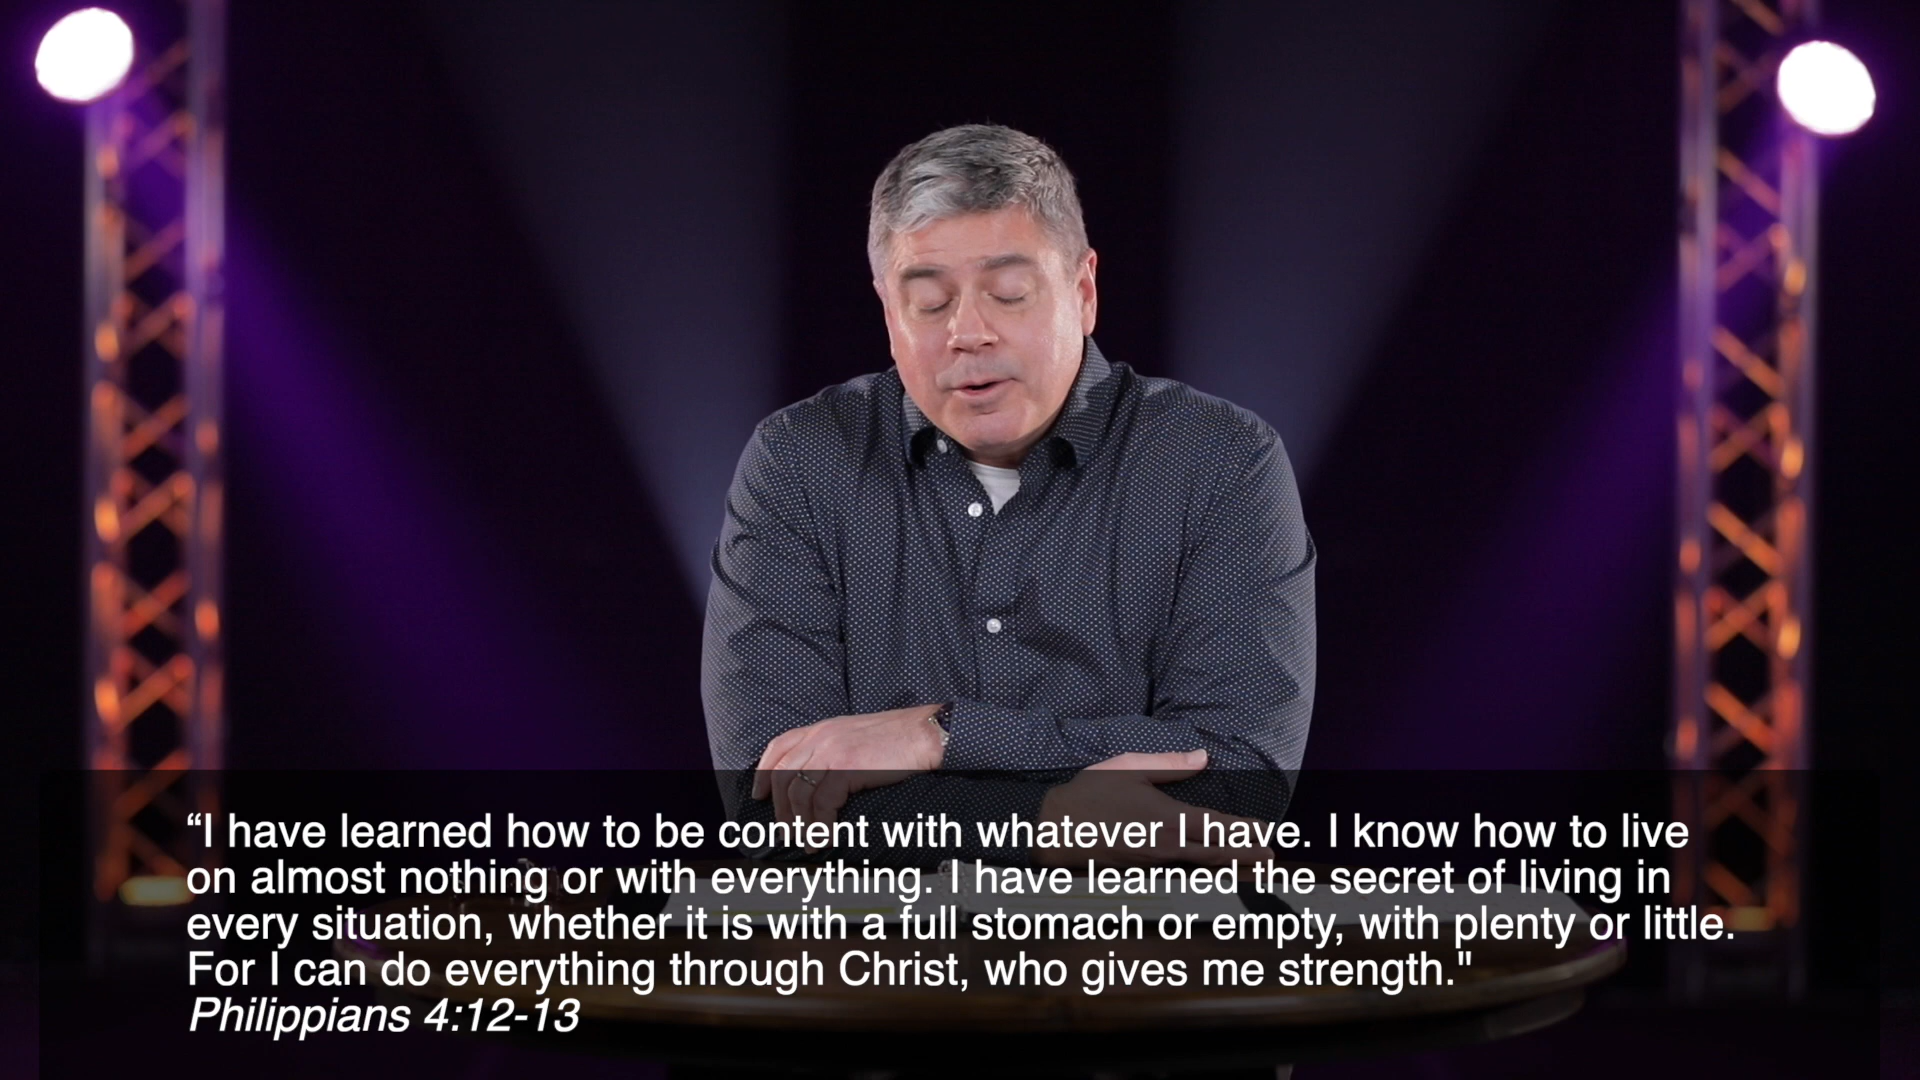 “I have learned how to be content with whatever I have. I know how to live
on almost nothing or with everything. I have learned the secret of living in
every situation, whether it is with a full stomach or empty, with plenty or little.
For I can do everything through Christ, who gives me strength."
Philippians 4:12-13